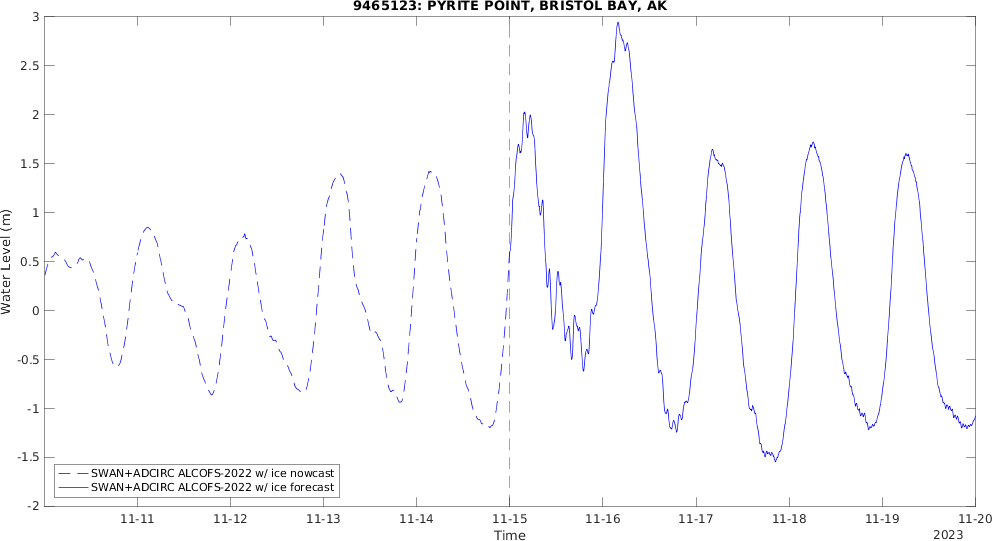 9465123: PYRITE POINT, BRISTOL BAY, AK
3
2.5
2
1.5
1
0.5
0
-0.5
-1
-1.5
-2
Water Level (m)
SWAN+ADCIRC ALCOFS-2022 w/ ice nowcast
SWAN+ADCIRC ALCOFS-2022 w/ ice forecast
11-11 11-12 11-13 11-14 11-15 11-16 11-17 11-18 11-19 11-20
Time
2023